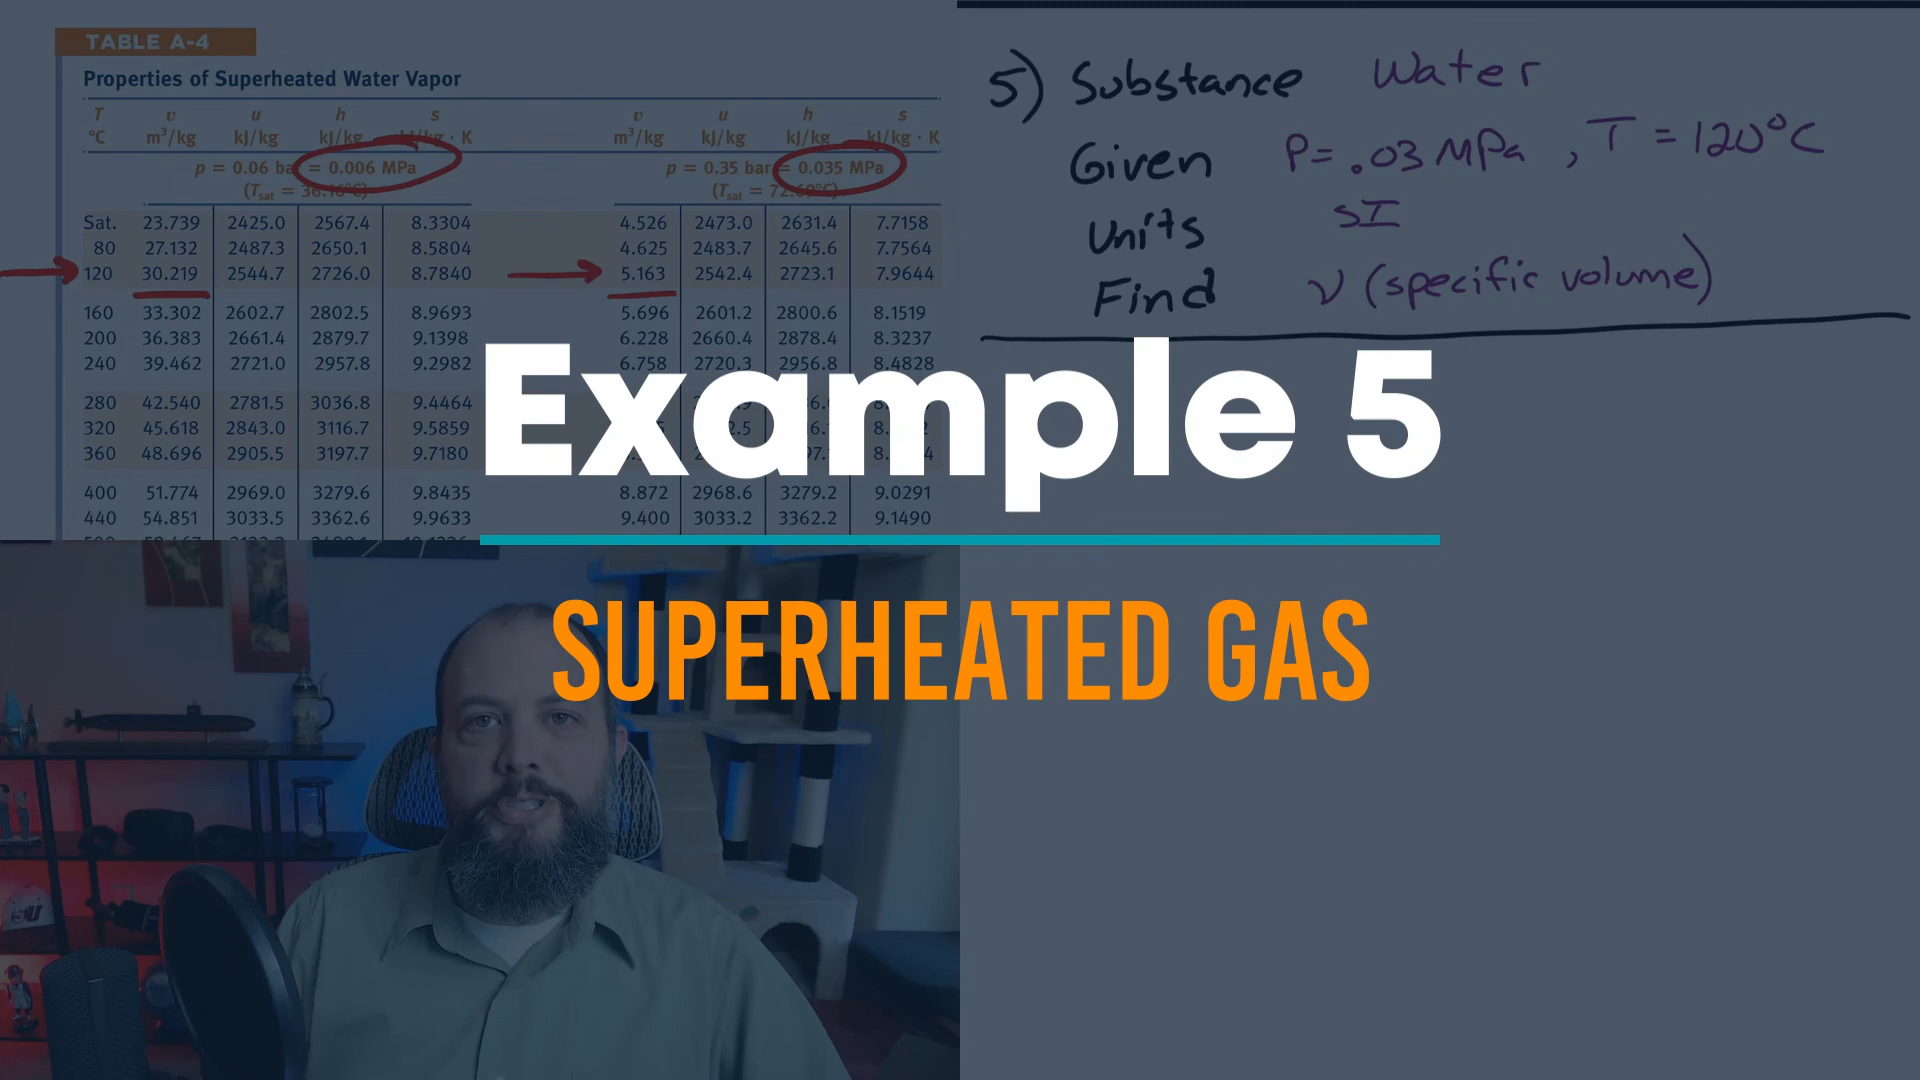 TABLE A-4
Properties of Superheated Water Vapor
T v u h s v u h s
°C m³/kg kJ/kg kJ/kg kJ/kg · K m³/kg kJ/kg kJ/kg kJ/kg · K
p = 0.06 bar = 0.006 MPa p = 0.35 bar = 0.035 MPa
(Tsat = 36.16°C) (Tsat = 72.69°C)
Sat. 23.739 2425.0 2567.4 8.3304 4.526 2473.0 2631.4 7.7158
80 27.132 2487.3 2650.1 8.5804 4.625 2483.7 2645.6 7.7564
120 30.219 2544.7 2726.0 8.7840 5.163 2542.4 2723.1 7.9644
160 33.302 2602.7 2802.5 8.9693 5.696 2601.2 2800.6 8.1519
200 36.383 2661.4 2879.7 9.1398 6.228 2660.4 2878.4 8.3237
240 39.462 2721.0 2957.8 9.2982 6.758 2720.3 2956.8 8.4828
280 42.540 2781.5 3036.8 9.4464
320 45.618 2843.0 3116.7 9.5859
360 48.696 2905.5 3197.7 9.7180
400 51.774 2969.0 3279.6 9.8435 8.872 2968.6 3279.2 9.0291
440 54.851 3033.5 3362.6 9.9633 9.400 3033.2 3362.2 9.1490
5) Substance Water
Given P= .03 MPa , T = 120°C
Units SI
Find ν (specific volume)
Example 5
SUPERHEATED GAS